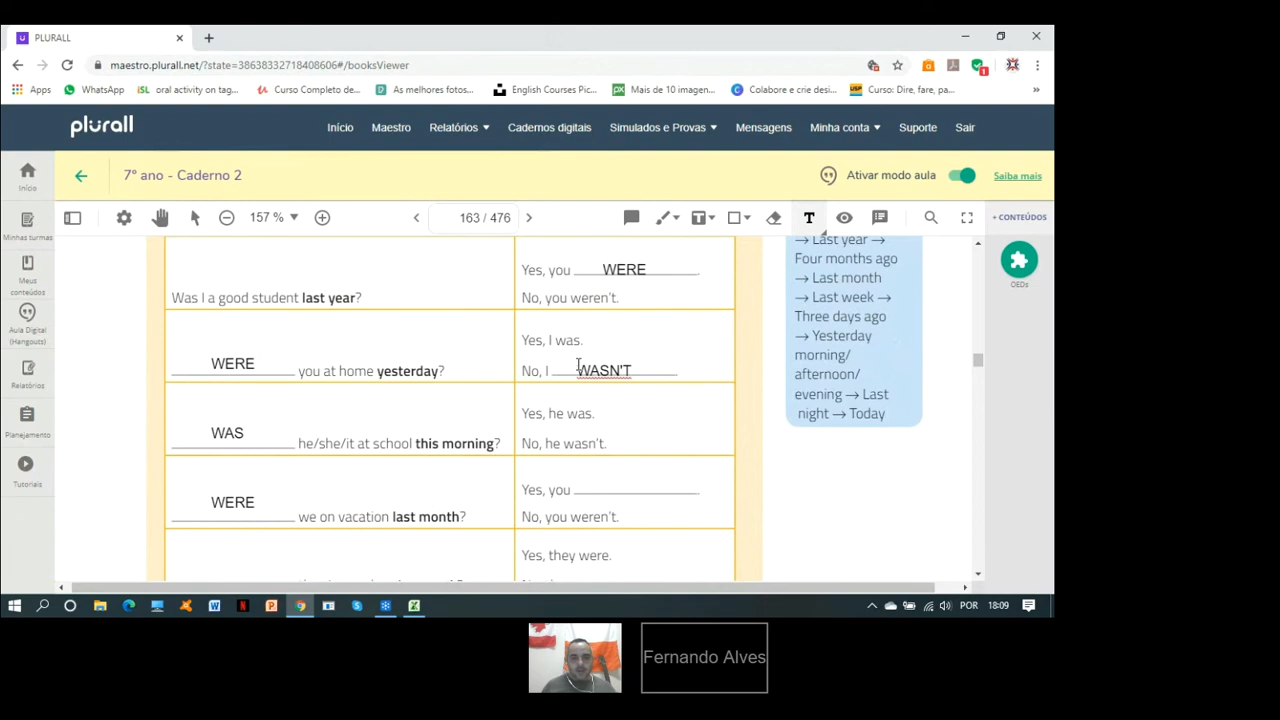 PLURALL
maestro.plurall.net/?state=38638332718408606#/booksViewer
Apps
WhatsApp
oral activity on tag...
Curso Completo de...
As melhores fotos...
English Courses Pic...
Mais de 10 imagen...
Colabore e crie desi...
Curso: Dire, fare, pa...
plurall
Início
Maestro
Relatórios
Cadernos digitais
Simulados e Provas
Mensagens
Minha conta
Suporte
Sair
7º ano - Caderno 2
Ativar modo aula
Saiba mais
157 %
163 / 476
+ CONTEÚDOS
OEDs
Início
Minhas turmas
Meus conteúdos
Aula Digital (Hangouts)
Relatórios
Planejamento
Tutoriais
Was I a good student last year?
Yes, you WERE.
No, you weren't.
WERE you at home yesterday?
Yes, I was.
No, I WASN'T.
WAS he/she/it at school this morning?
Yes, he was.
No, he wasn't.
WERE we on vacation last month?
Yes, you .
No, you weren't.
Yes, they were.
→ Last year →
Four months ago
→ Last month
→ Last week →
Three days ago
→ Yesterday
morning/
afternoon/
evening → Last
night → Today
POR
18:09
Fernando Alves